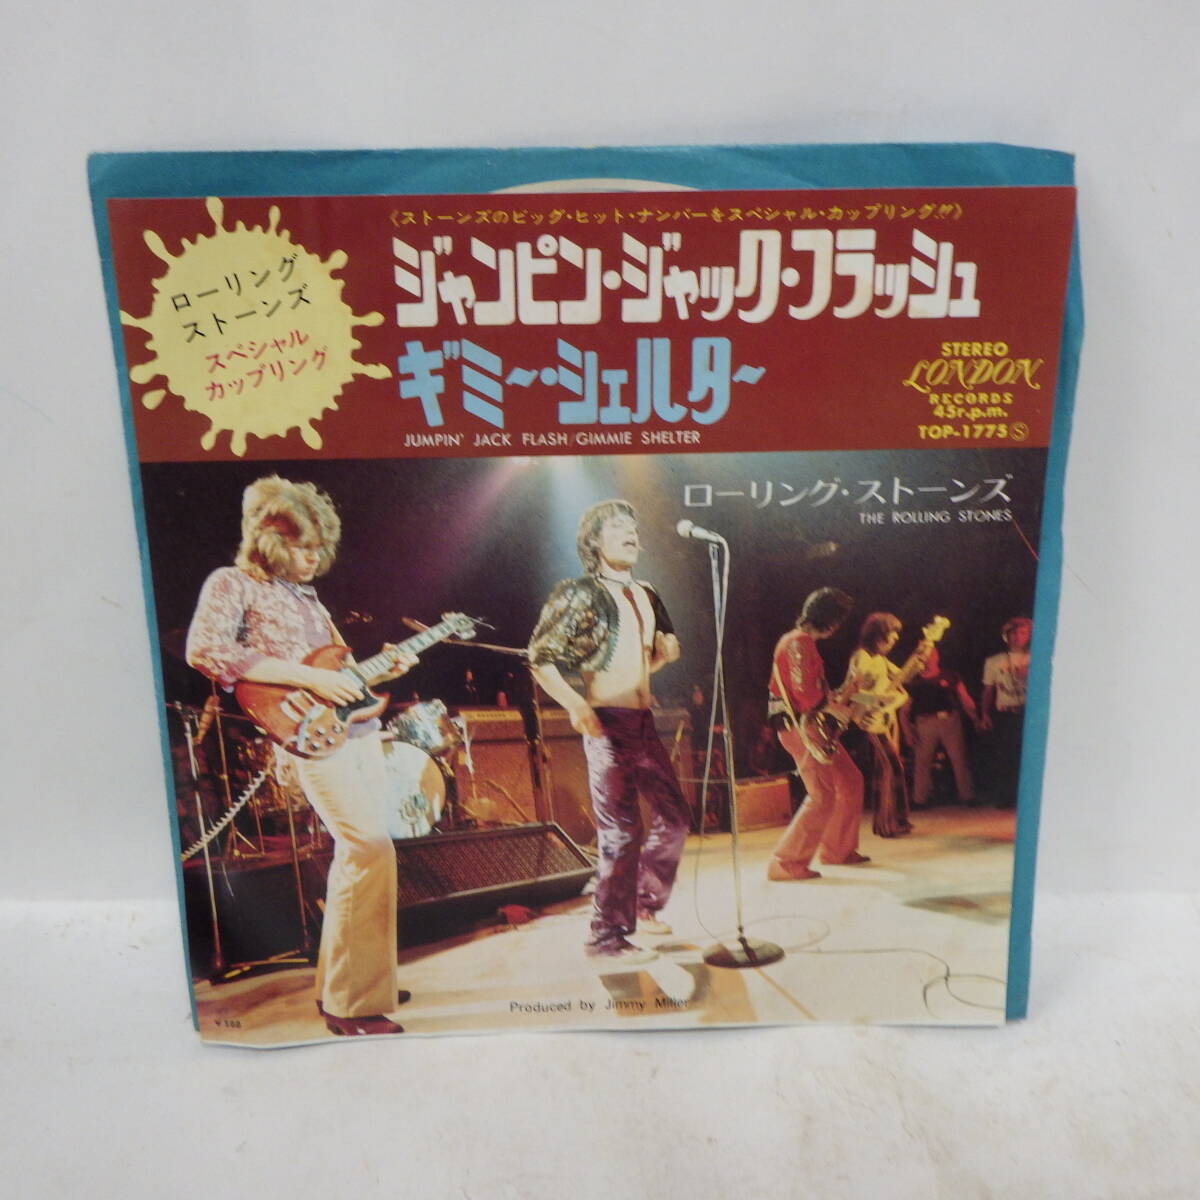 《ストーンズのビッグ・ヒット・ナンバーをスペシャル・カップリング!!》
ローリング
ストーンズ
スペシャル
カップリング
ジャンピン・ジャック・フラッシュ
ギミー・シェルター
JUMPIN' JACK FLASH/GIMMIE SHELTER
STEREO
LONDON
RECORDS
45r.p.m.
TOP-1775Ⓢ
ローリング・ストーンズ
THE ROLLING STONES
Produced by Jimmy Miller